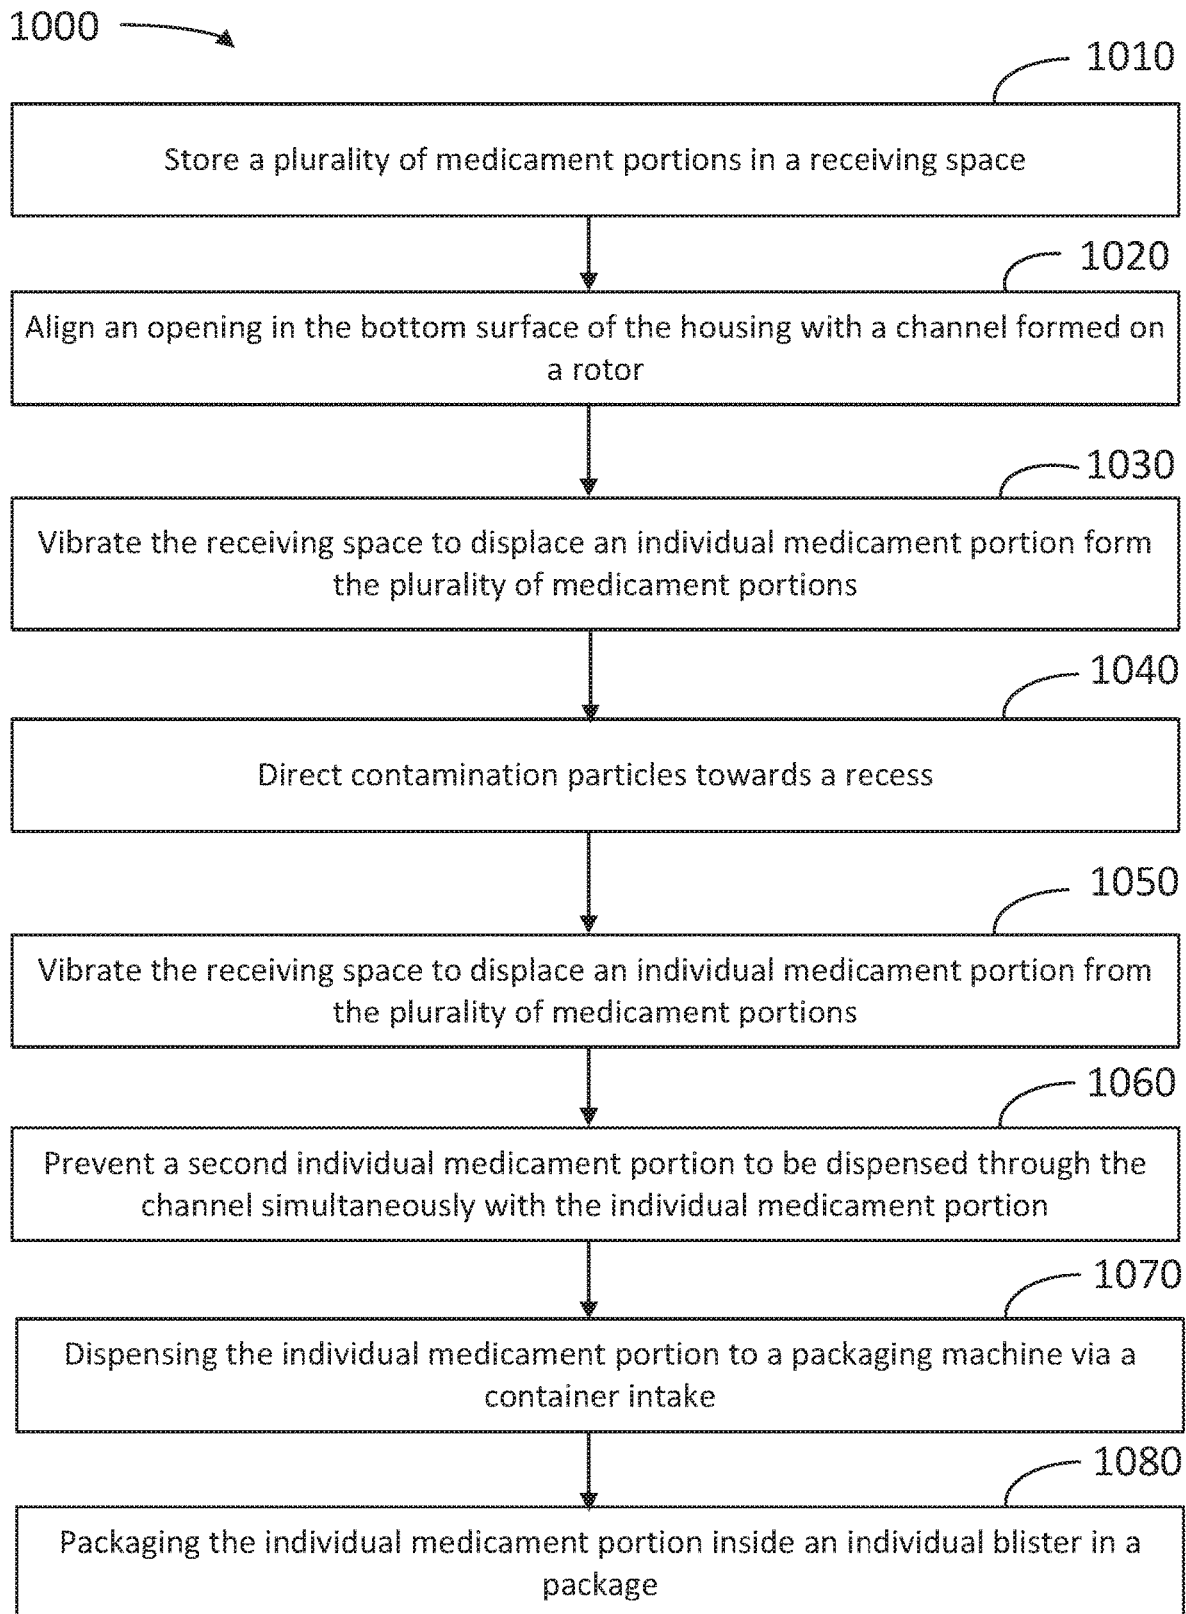 1000
1010
Store a plurality of medicament portions in a receiving space
1020
Align an opening in the bottom surface of the housing with a channel formed on
a rotor
1030
Vibrate the receiving space to displace an individual medicament portion form
the plurality of medicament portions
1040
Direct contamination particles towards a recess
1050
Vibrate the receiving space to displace an individual medicament portion from
the plurality of medicament portions
1060
Prevent a second individual medicament portion to be dispensed through the
channel simultaneously with the individual medicament portion
1070
Dispensing the individual medicament portion to a packaging machine via a
container intake
1080
Packaging the individual medicament portion inside an individual blister in a
package